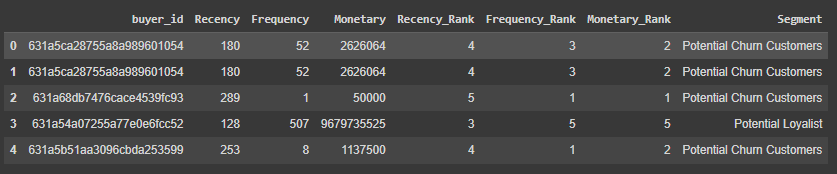 buyer_id Recency Frequency Monetary Recency_Rank Frequency_Rank Monetary_Rank Segment
0 631a5ca28755a8a989601054 180 52 2626064 4 3 2 Potential Churn Customers
1 631a5ca28755a8a989601054 180 52 2626064 4 3 2 Potential Churn Customers
2 631a68db7476cace4539fc93 289 1 50000 5 1 1 Potential Churn Customers
3 631a54a07255a77e0e6fcc52 128 507 9679735525 3 5 5 Potential Loyalist
4 631a5b51aa3096cbda253599 253 8 1137500 4 1 2 Potential Churn Customers